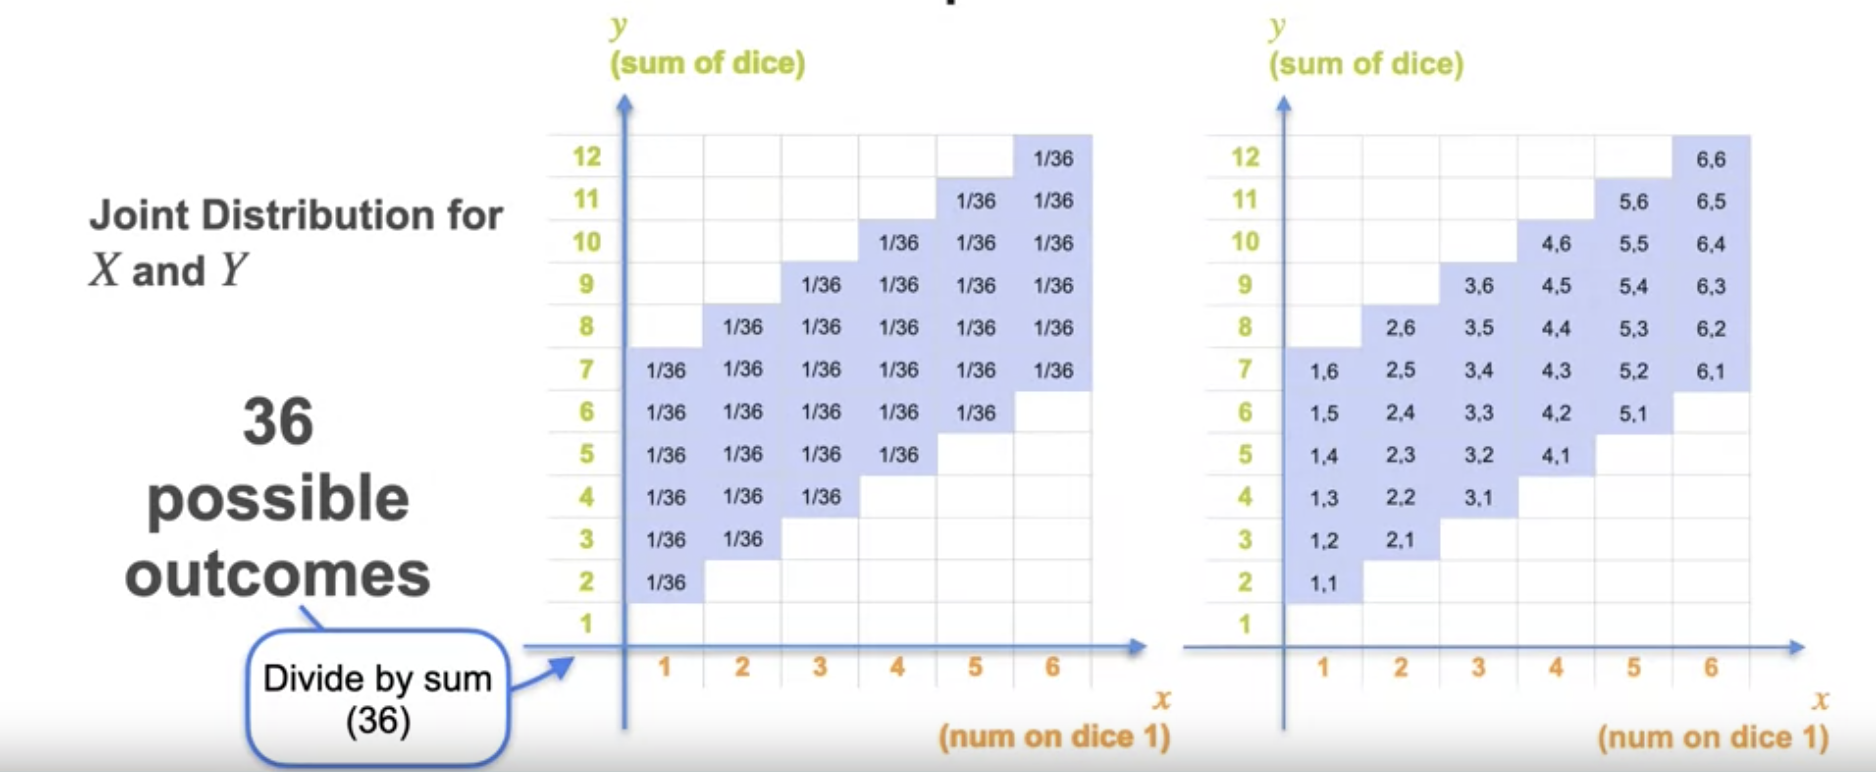 Joint Distribution for
X and Y
36
possible
outcomes
Divide by sum
(36)
y
(sum of dice)
12 1/36
11 1/36 1/36
10 1/36 1/36 1/36
9 1/36 1/36 1/36 1/36
8 1/36 1/36 1/36 1/36 1/36
7 1/36 1/36 1/36 1/36 1/36 1/36
6 1/36 1/36 1/36 1/36 1/36
5 1/36 1/36 1/36 1/36
4 1/36 1/36 1/36
3 1/36 1/36
2 1/36
1
1 2 3 4 5 6
x
(num on dice 1)
y
(sum of dice)
12 6,6
11 5,6 6,5
10 4,6 5,5 6,4
9 3,6 4,5 5,4 6,3
8 2,6 3,5 4,4 5,3 6,2
7 1,6 2,5 3,4 4,3 5,2 6,1
6 1,5 2,4 3,3 4,2 5,1
5 1,4 2,3 3,2 4,1
4 1,3 2,2 3,1
3 1,2 2,1
2 1,1
1
1 2 3 4 5 6
x
(num on dice 1)